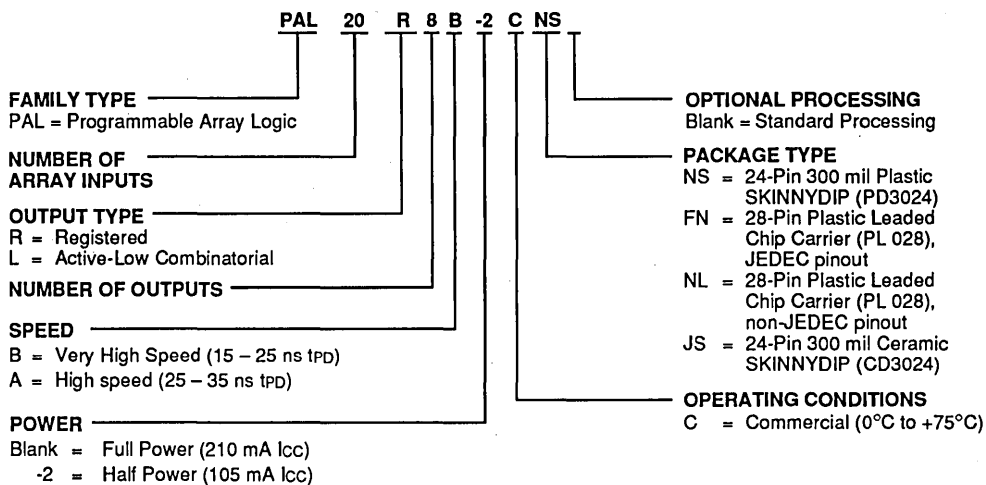 PAL 20 R 8 B -2 C NS
FAMILY TYPE
PAL = Programmable Array Logic
NUMBER OF
ARRAY INPUTS
OUTPUT TYPE
R = Registered
L = Active-Low Combinatorial
NUMBER OF OUTPUTS
SPEED
B = Very High Speed (15 – 25 ns tPD)
A = High speed (25 – 35 ns tPD)
POWER
Blank = Full Power (210 mA Icc)
-2 = Half Power (105 mA Icc)
OPTIONAL PROCESSING
Blank = Standard Processing
PACKAGE TYPE
NS = 24-Pin 300 mil Plastic
SKINNYDIP (PD3024)
FN = 28-Pin Plastic Leaded
Chip Carrier (PL 028),
JEDEC pinout
NL = 28-Pin Plastic Leaded
Chip Carrier (PL 028),
non-JEDEC pinout
JS = 24-Pin 300 mil Ceramic
SKINNYDIP (CD3024)
OPERATING CONDITIONS
C = Commercial (0°C to +75°C)